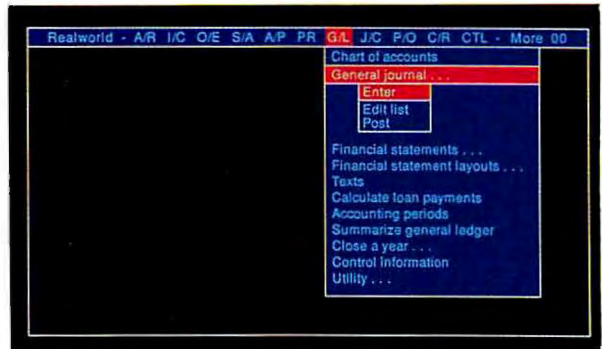 Realworld - A/R I/C O/E S/A A/P PR G/L J/C P/O C/R CTL - More 00
Chart of accounts
General journal . . .
Enter
Edit list
Post
Financial statements . . .
Financial statement layouts . . .
Texts
Calculate loan payments
Accounting periods
Summarize general ledger
Close a year . . .
Control information
Utility . . .